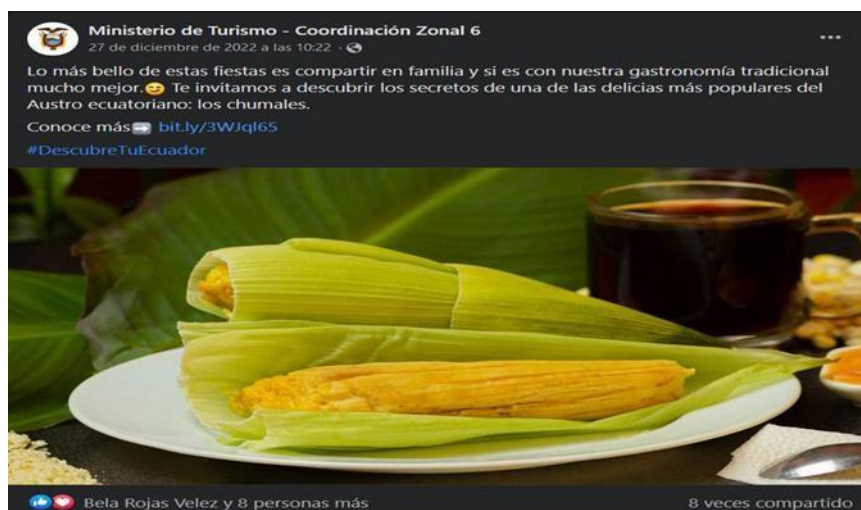 Ministerio de Turismo - Coordinación Zonal 6
27 de diciembre de 2022 a las 10:22 ·
Lo más bello de estas fiestas es compartir en familia y si es con nuestra gastronomía tradicional
mucho mejor.😊 Te invitamos a descubrir los secretos de una de las delicias más populares del
Austro ecuatoriano: los chumales.
Conoce más➡️ bit.ly/3WJql65
#DescubreTuEcuador
Bela Rojas Velez y 8 personas más
8 veces compartido